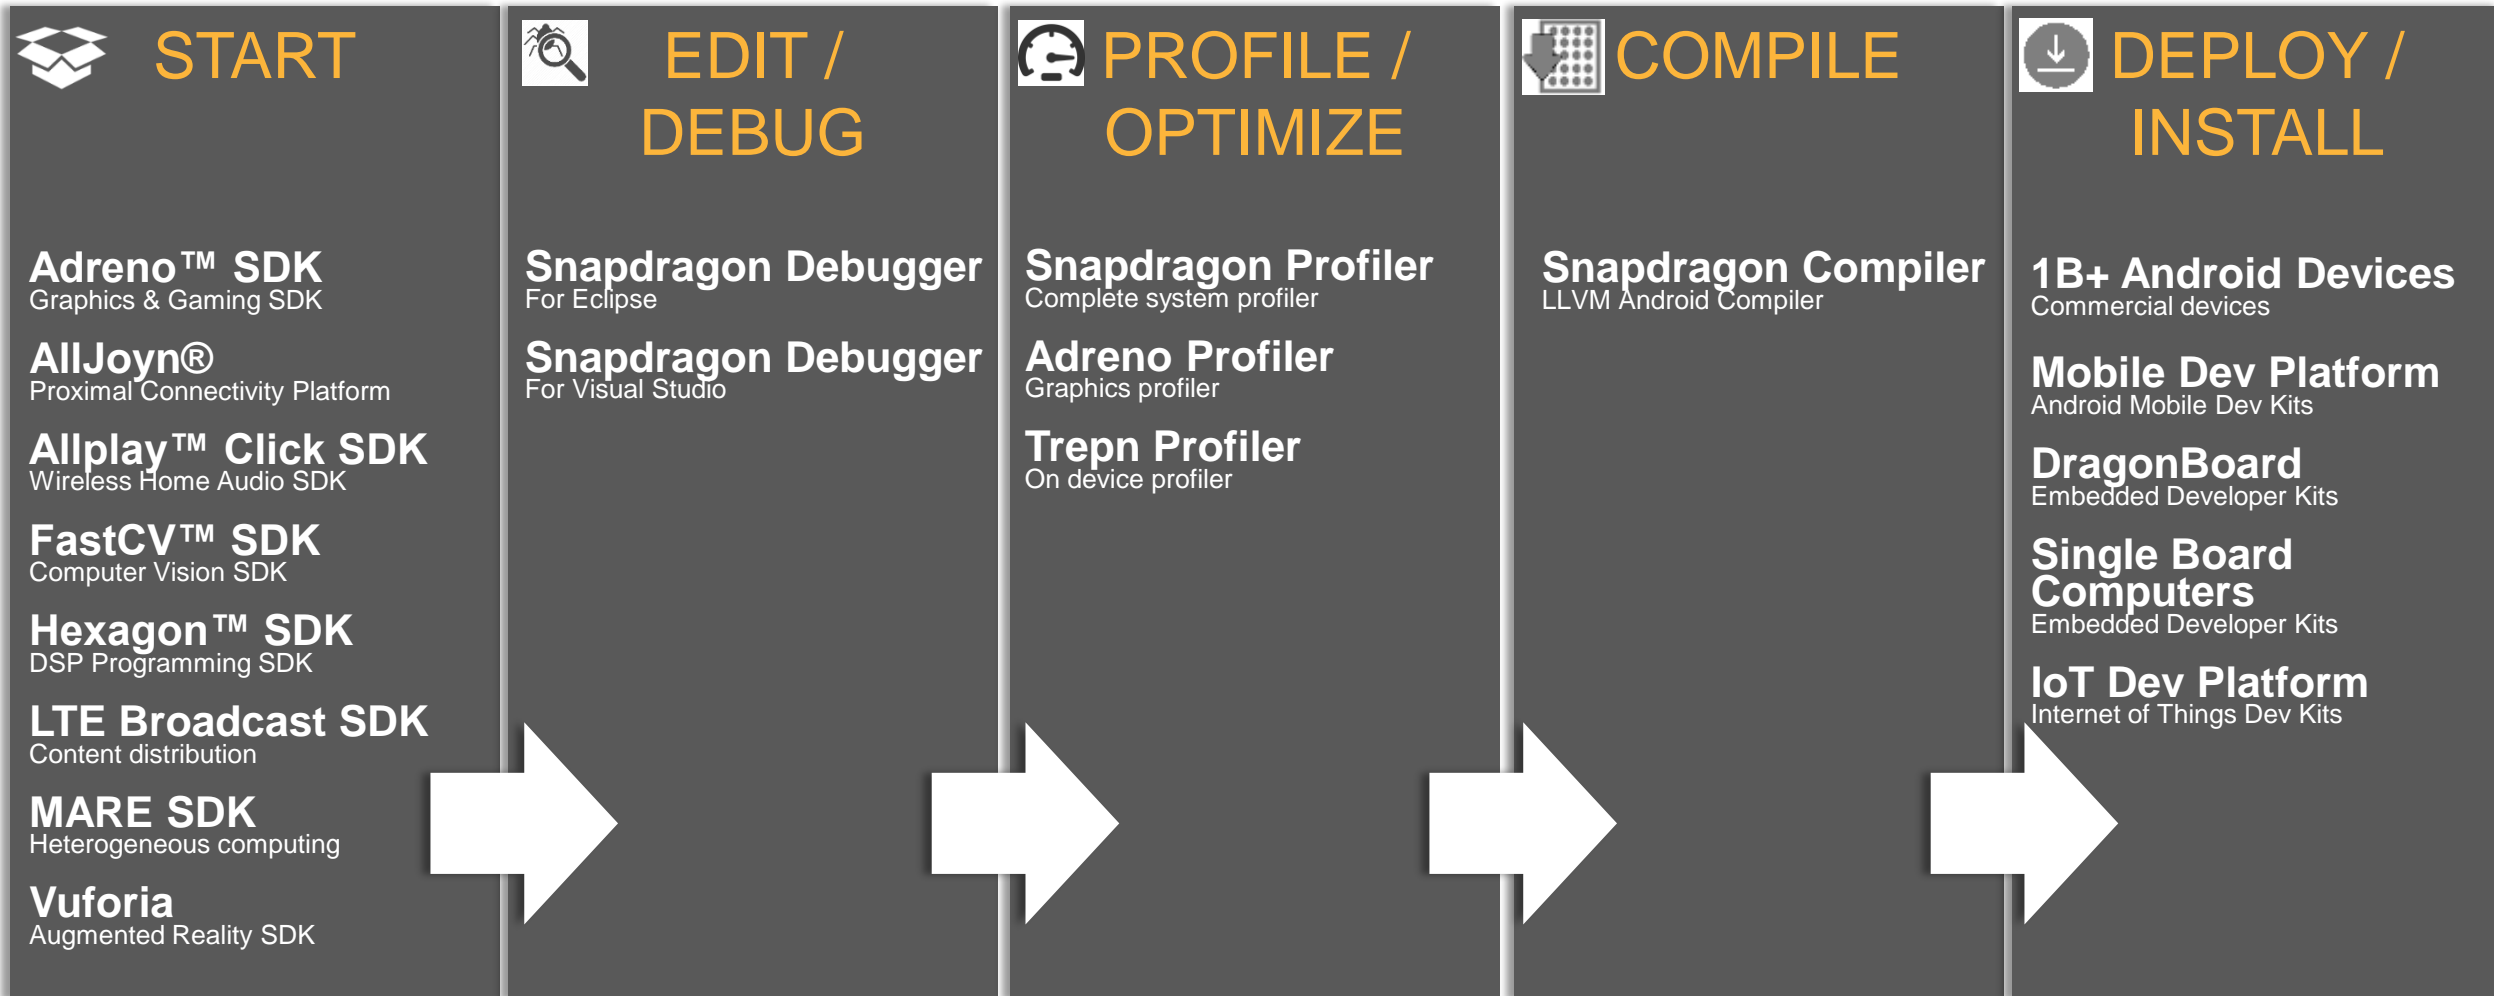 START
Adreno™ SDK
Graphics & Gaming SDK
AllJoyn®
Proximal Connectivity Platform
Allplay™ Click SDK
Wireless Home Audio SDK
FastCV™ SDK
Computer Vision SDK
Hexagon™ SDK
DSP Programming SDK
LTE Broadcast SDK
Content distribution
MARE SDK
Heterogeneous computing
Vuforia
Augmented Reality SDK
EDIT /
DEBUG
Snapdragon Debugger
For Eclipse
Snapdragon Debugger
For Visual Studio
PROFILE /
OPTIMIZE
Snapdragon Profiler
Complete system profiler
Adreno Profiler
Graphics profiler
Trepn Profiler
On device profiler
COMPILE
Snapdragon Compiler
LLVM Android Compiler
DEPLOY /
INSTALL
1B+ Android Devices
Commercial devices
Mobile Dev Platform
Android Mobile Dev Kits
DragonBoard
Embedded Developer Kits
Single Board
Computers
Embedded Developer Kits
IoT Dev Platform
Internet of Things Dev Kits